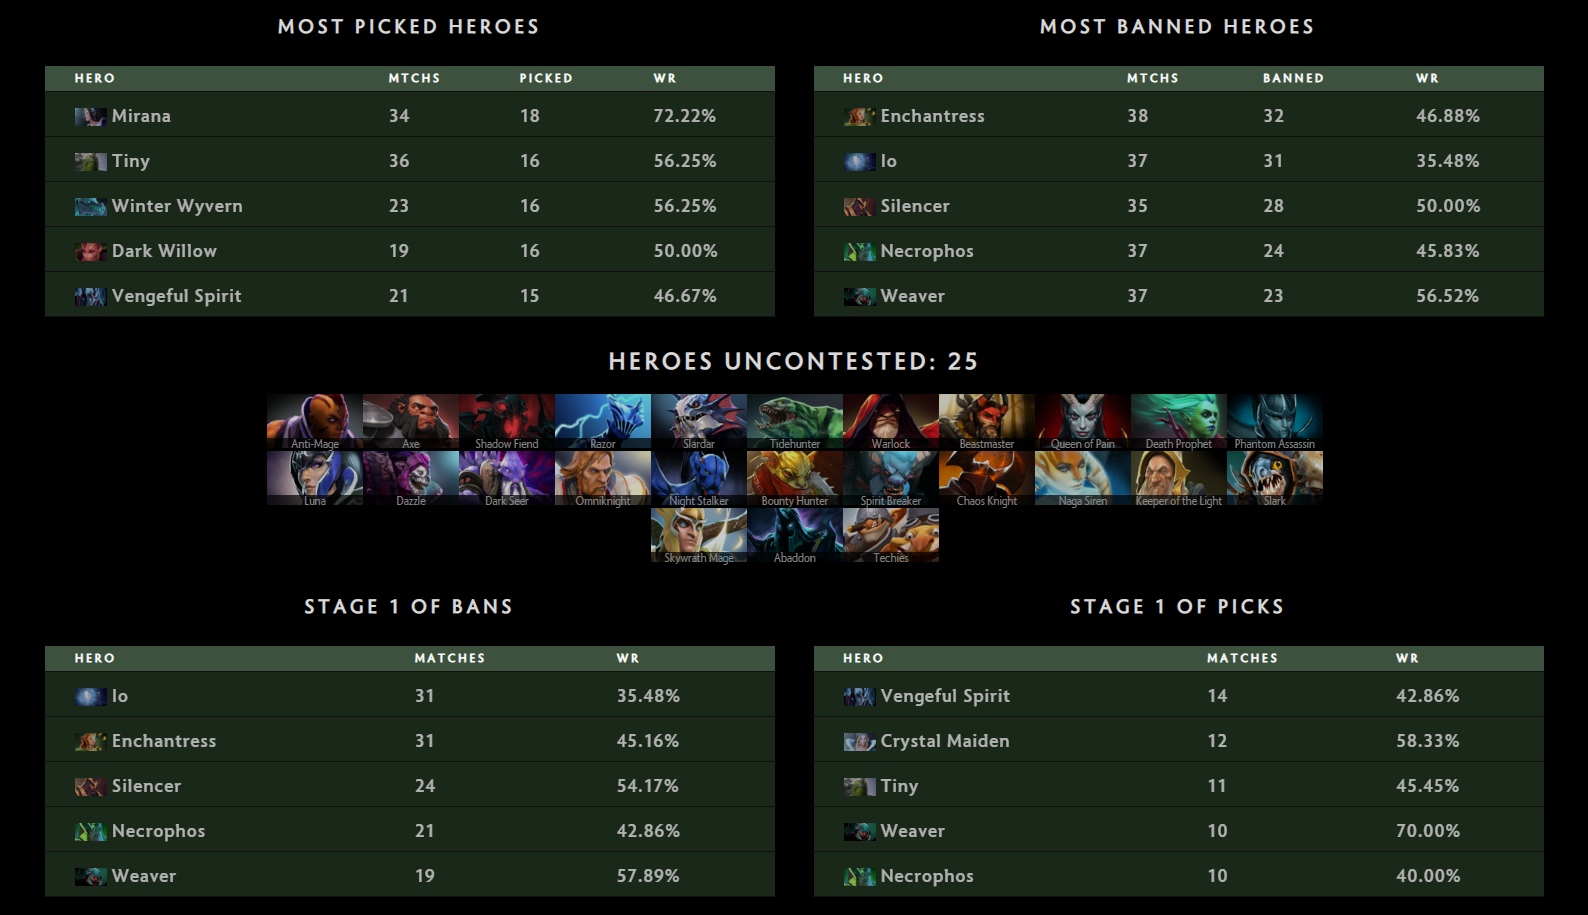 MOST PICKED HEROES
HERO MTCHS PICKED WR
Mirana 34 18 72.22%
Tiny 36 16 56.25%
Winter Wyvern 23 16 56.25%
Dark Willow 19 16 50.00%
Vengeful Spirit 21 15 46.67%
MOST BANNED HEROES
HERO MTCHS BANNED WR
Enchantress 38 32 46.88%
Io 37 31 35.48%
Silencer 35 28 50.00%
Necrophos 37 24 45.83%
Weaver 37 23 56.52%
HEROES UNCONTESTED: 25
Anti-Mage Axe Shadow Fiend Razor Slardar Tidehunter Warlock Beastmaster Queen of Pain Death Prophet Phantom Assassin
Luna Dazzle Dark Seer Omniknight Night Stalker Bounty Hunter Spirit Breaker Chaos Knight Naga Siren Keeper of the Light Slark
Skywrath Mage Abaddon Techies
STAGE 1 OF BANS
HERO MATCHES WR
Io 31 35.48%
Enchantress 31 45.16%
Silencer 24 54.17%
Necrophos 21 42.86%
Weaver 19 57.89%
STAGE 1 OF PICKS
HERO MATCHES WR
Vengeful Spirit 14 42.86%
Crystal Maiden 12 58.33%
Tiny 11 45.45%
Weaver 10 70.00%
Necrophos 10 40.00%